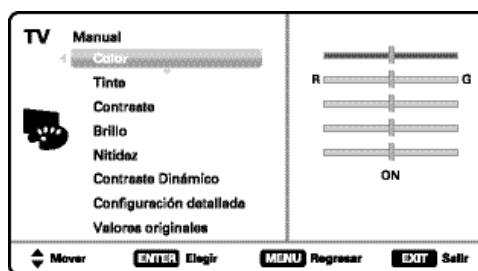 TV Manual
Color
Tinte R G
Contraste
Brillo
Nitidez
Contraste Dinámico ON
Configuración detallada
Valores originales
Mover ENTER Elegir MENU Regresar EXIT Salir